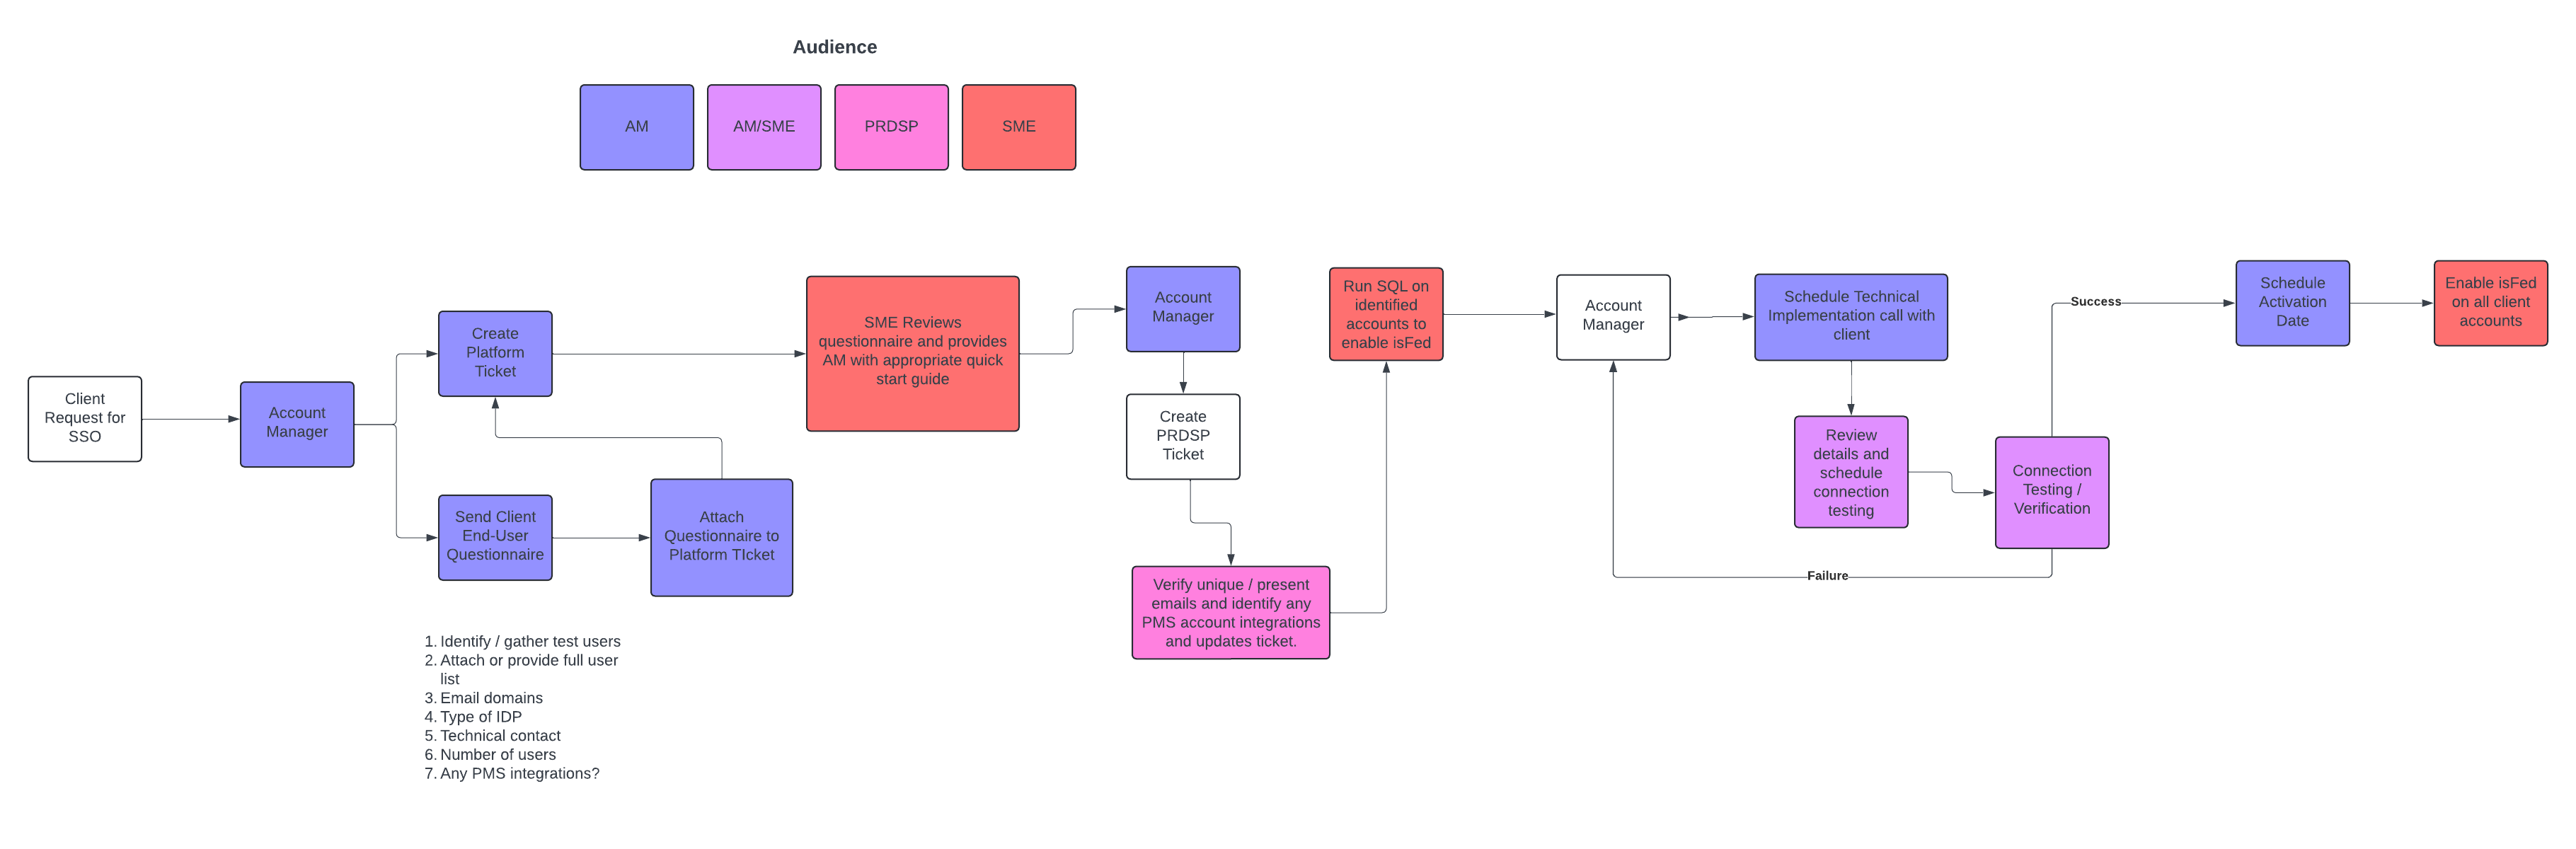 Audience
AM
AM/SME
PRDSP
SME
Client
Request for
SSO
Account
Manager
Create
Platform
Ticket
Send Client
End-User
Questionnaire
Attach
Questionnaire to
Platform TIcket
1. Identify / gather test users
2. Attach or provide full user
list
3. Email domains
4. Type of IDP
5. Technical contact
6. Number of users
7. Any PMS integrations?
SME Reviews
questionnaire and provides
AM with appropriate quick
start guide
Account
Manager
Create
PRDSP
Ticket
Verify unique / present
emails and identify any
PMS account integrations
and updates ticket.
Run SQL on
identified
accounts to
enable isFed
Account
Manager
Schedule Technical
Implementation call with
client
Review
details and
schedule
connection
testing
Connection
Testing /
Verification
Failure
Success
Schedule
Activation
Date
Enable isFed
on all client
accounts